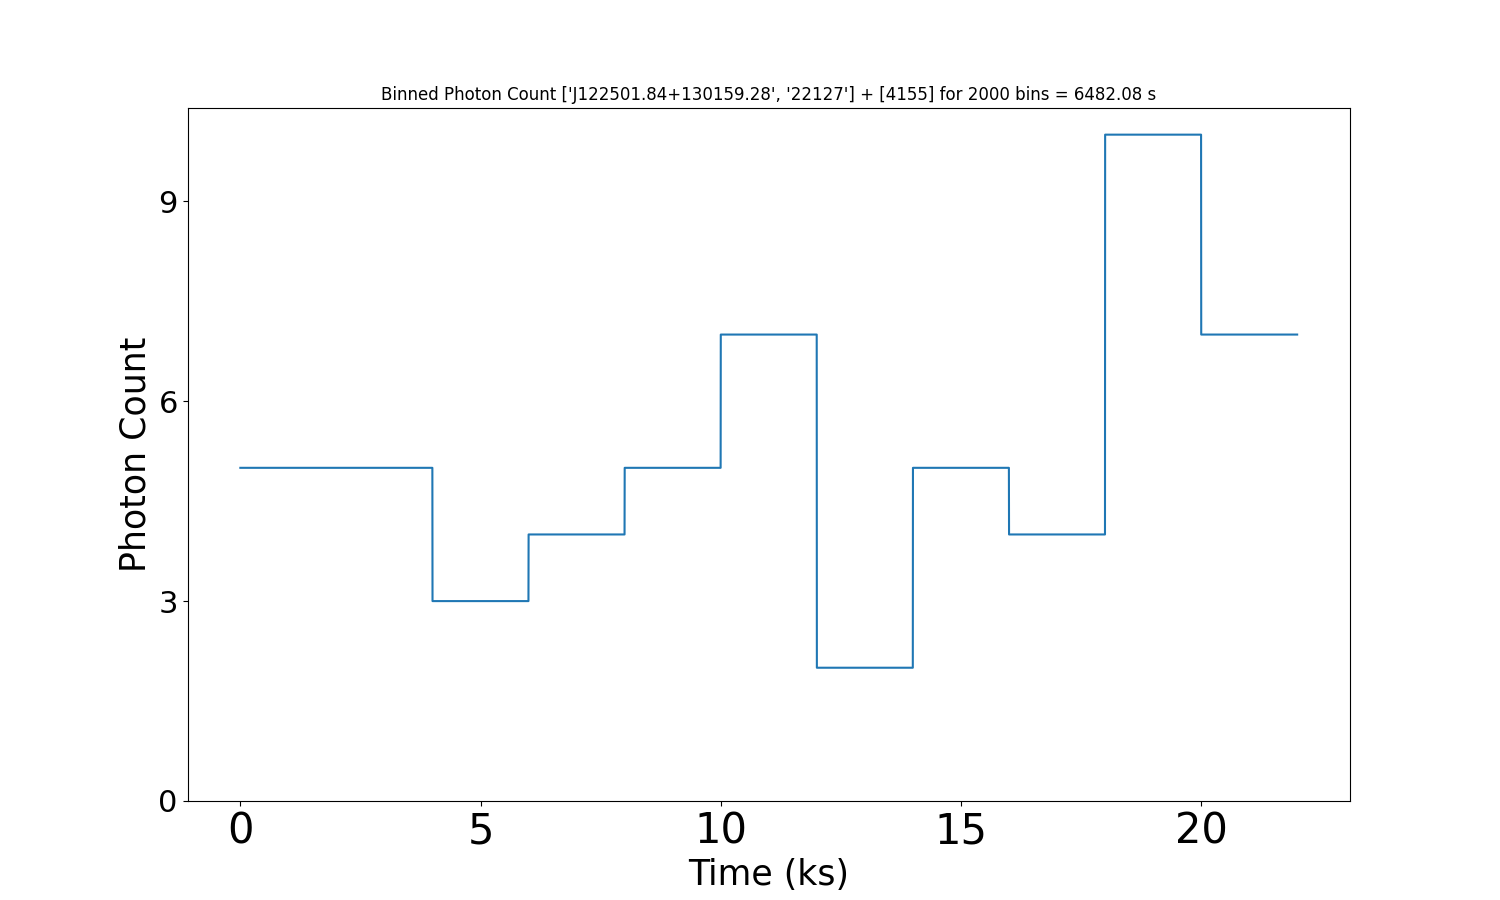 Binned Photon Count ['J122501.84+130159.28', '22127'] + [4155] for 2000 bins = 6482.08 s
9
6
3
0
Photon Count
0 5 10 15 20
Time (ks)